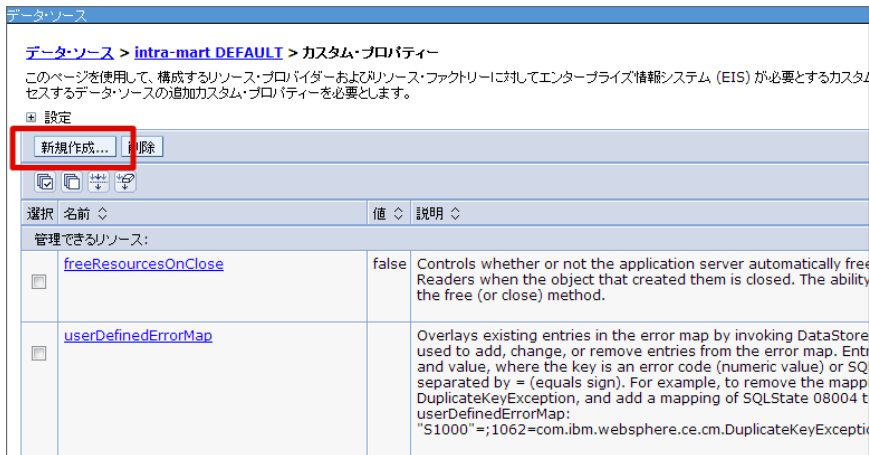 データ・ソース
データ・ソース > intra-mart DEFAULT > カスタム・プロパティー
このページを使用して、構成するリソース・プロバイダーおよびリソース・ファクトリーに対してエンタープライズ情報システム (EIS) が必要とするカスタム
セスするデータ・ソースの追加カスタム・プロパティーを必要とします。
設定
新規作成... 削除
選択 名前 値 説明
管理できるリソース:
freeResourcesOnClose false Controls whether or not the application server automatically free
Readers when the object that created them is closed. The ability
the free (or close) method.
userDefinedErrorMap Overlays existing entries in the error map by invoking DataStore
used to add, change, or remove entries from the error map. Entr
and value, where the key is an error code (numeric value) or SQ
separated by = (equals sign). For example, to remove the mapp
DuplicateKeyException, and add a mapping of SQLState 08004 t
userDefinedErrorMap:
"S1000"=;1062=com.ibm.websphere.ce.cm.DuplicateKeyExceptio